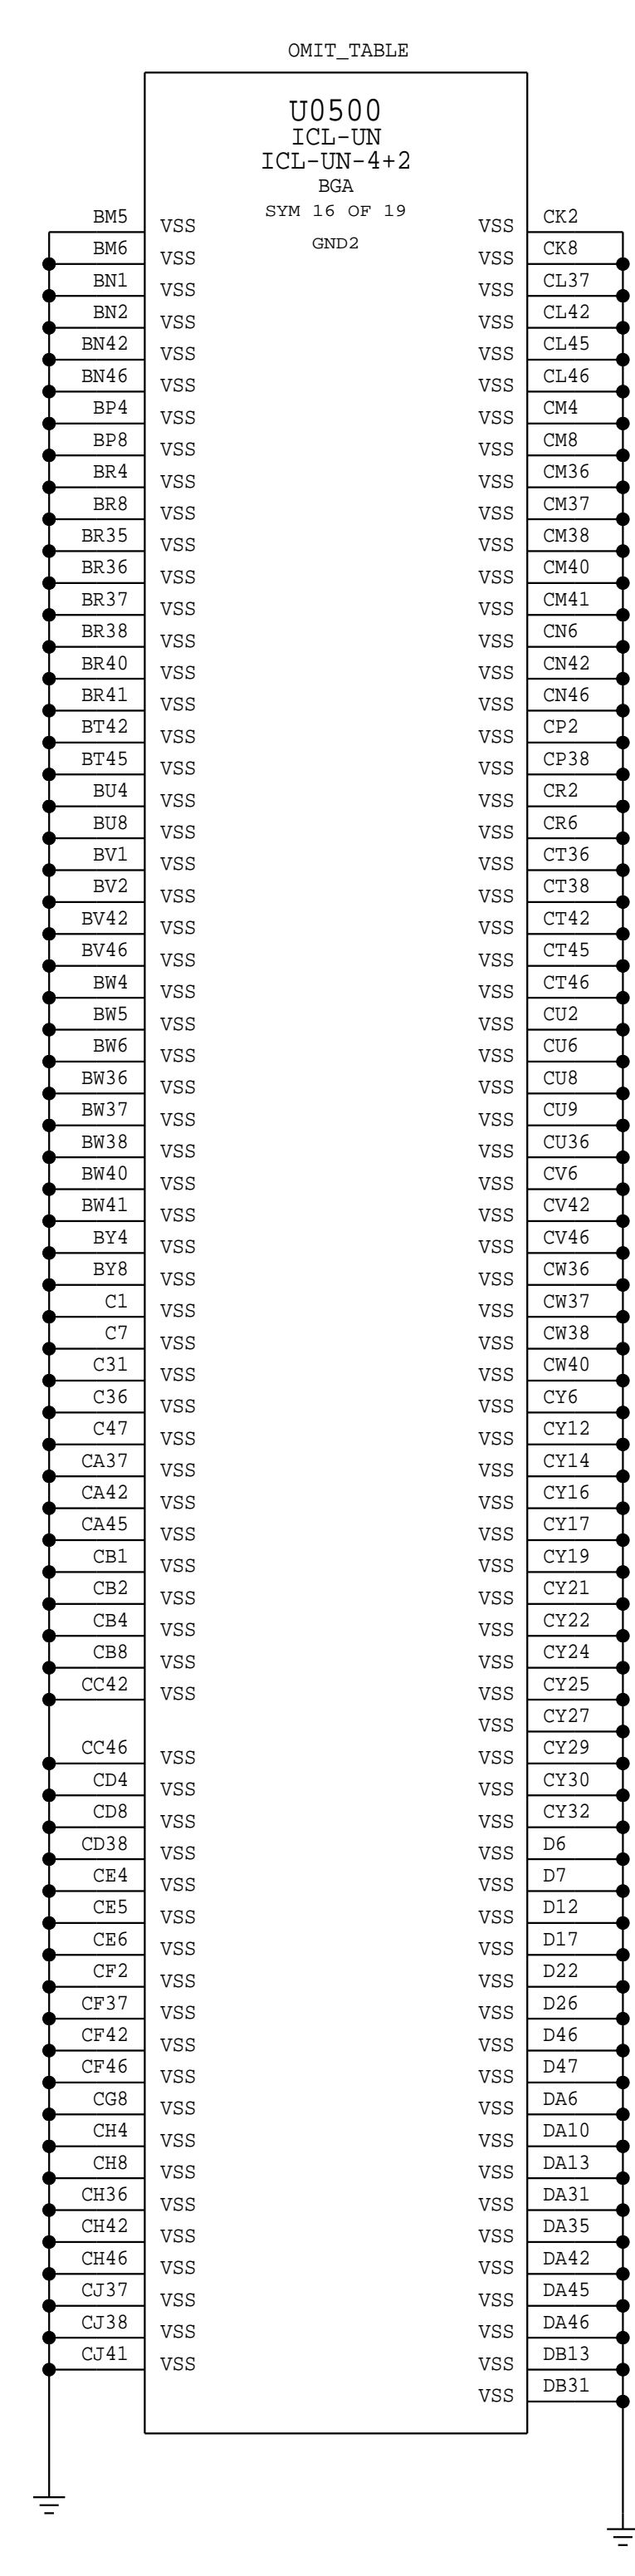 OMIT_TABLE
U0500
ICL-UN
ICL-UN-4+2
BGA
SYM 16 OF 19
GND2
BM5 VSS VSS CK2
BM6 VSS VSS CK8
BN1 VSS VSS CL37
BN2 VSS VSS CL42
BN42 VSS VSS CL45
BN46 VSS VSS CL46
BP4 VSS VSS CM4
BP8 VSS VSS CM8
BR4 VSS VSS CM36
BR8 VSS VSS CM37
BR35 VSS VSS CM38
BR36 VSS VSS CM40
BR37 VSS VSS CM41
BR38 VSS VSS CN6
BR40 VSS VSS CN42
BR41 VSS VSS CN46
BT42 VSS VSS CP2
BT45 VSS VSS CP38
BU4 VSS VSS CR2
BU8 VSS VSS CR6
BV1 VSS VSS CT36
BV2 VSS VSS CT38
BV42 VSS VSS CT42
BV46 VSS VSS CT45
BW4 VSS VSS CT46
BW5 VSS VSS CU2
BW6 VSS VSS CU6
BW36 VSS VSS CU8
BW37 VSS VSS CU9
BW38 VSS VSS CU36
BW40 VSS VSS CV6
BW41 VSS VSS CV42
BY4 VSS VSS CV46
BY8 VSS VSS CW36
C1 VSS VSS CW37
C7 VSS VSS CW38
C31 VSS VSS CW40
C36 VSS VSS CY6
C47 VSS VSS CY12
CA37 VSS VSS CY14
CA42 VSS VSS CY16
CA45 VSS VSS CY17
CB1 VSS VSS CY19
CB2 VSS VSS CY21
CB4 VSS VSS CY22
CB8 VSS VSS CY24
CC42 VSS VSS CY25
VSS CY27
CC46 VSS VSS CY29
CD4 VSS VSS CY30
CD8 VSS VSS CY32
CD38 VSS VSS D6
CE4 VSS VSS D7
CE5 VSS VSS D12
CE6 VSS VSS D17
CF2 VSS VSS D22
CF37 VSS VSS D26
CF42 VSS VSS D46
CF46 VSS VSS D47
CG8 VSS VSS DA6
CH4 VSS VSS DA10
CH8 VSS VSS DA13
CH36 VSS VSS DA31
CH42 VSS VSS DA35
CH46 VSS VSS DA42
CJ37 VSS VSS DA45
CJ38 VSS VSS DA46
CJ41 VSS VSS DB13
VSS DB31